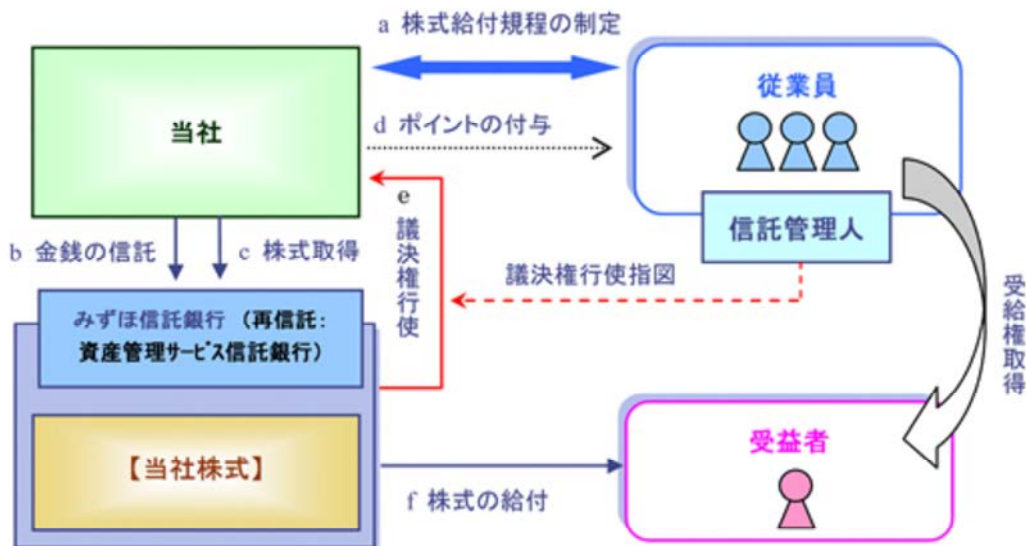 a 株式給付規程の制定
当社
従業員
d ポイントの付与
e 議決権行使
信託管理人
b 金銭の信託
c 株式取得
議決権行使指図
受給権取得
みずほ信託銀行 (再信託:
資産管理サービス信託銀行)
【当社株式】
受益者
f 株式の給付